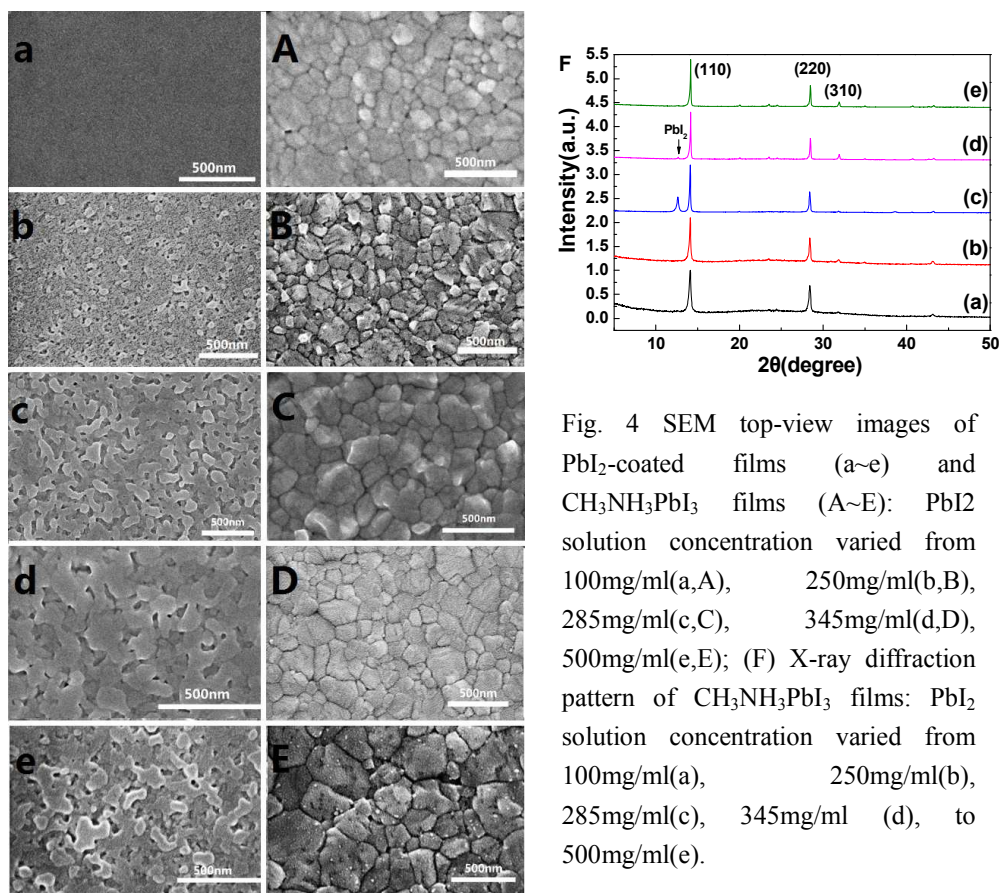 a
500nm
A
500nm
b
500nm
B
500nm
c
500nm
C
500nm
d
500nm
D
500nm
e
500nm
E
500nm
F
Intensity(a.u.)
5.5
5.0
4.5
4.0
3.5
3.0
2.5
2.0
1.5
1.0
0.5
0.0
(110)
(220)
(310)
PbI₂
(e)
(d)
(c)
(b)
(a)
10 20 30 40 50
2θ(degree)
Fig. 4 SEM top-view images of
PbI₂-coated films (a~e) and
CH₃NH₃PbI₃ films (A~E): PbI2
solution concentration varied from
100mg/ml(a,A), 250mg/ml(b,B),
285mg/ml(c,C), 345mg/ml(d,D),
500mg/ml(e,E); (F) X-ray diffraction
pattern of CH₃NH₃PbI₃ films: PbI₂
solution concentration varied from
100mg/ml(a), 250mg/ml(b),
285mg/ml(c), 345mg/ml (d), to
500mg/ml(e).